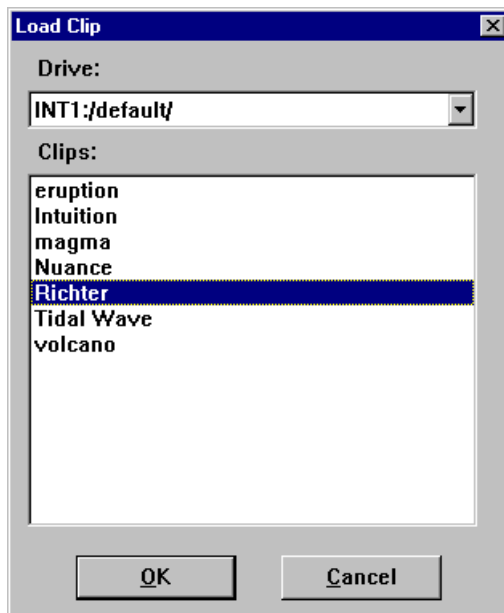 Load Clip
Drive:
INT1:/default/
Clips:
eruption
Intuition
magma
Nuance
Richter
Tidal Wave
volcano
OK
Cancel